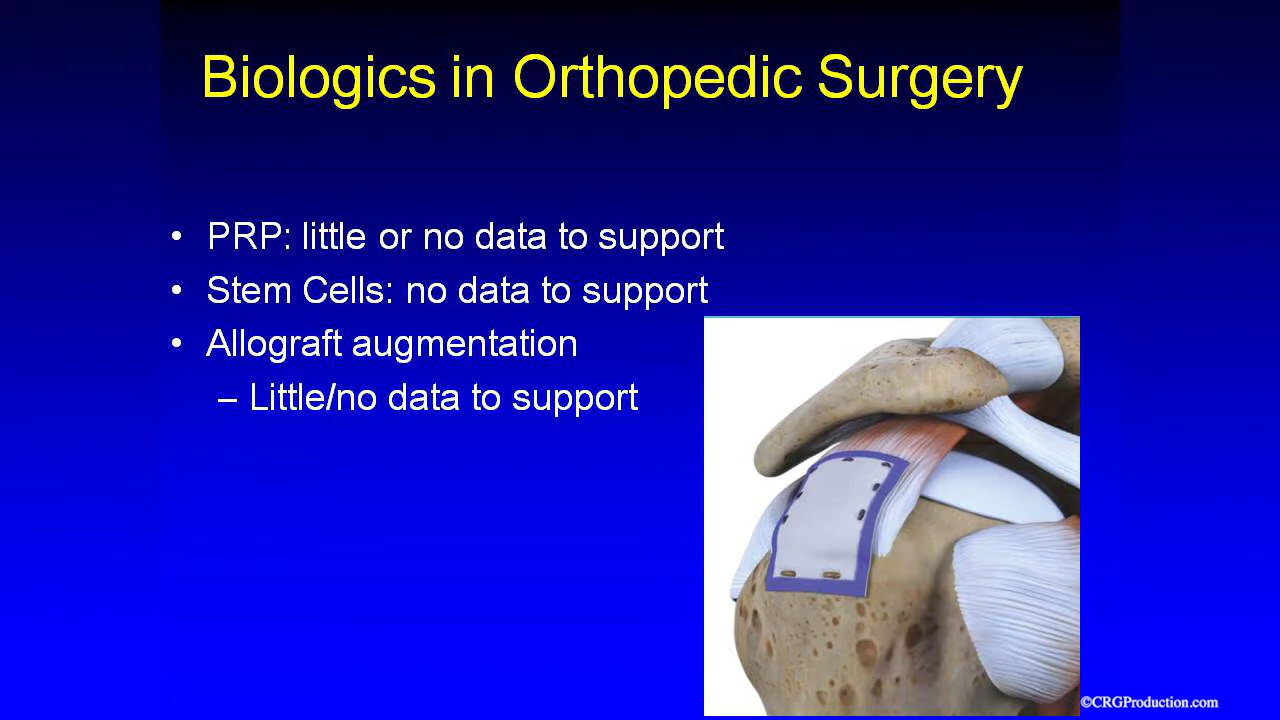 Biologics in Orthopedic Surgery
• PRP: little or no data to support
• Stem Cells: no data to support
• Allograft augmentation
– Little/no data to support
©CRGProduction.com